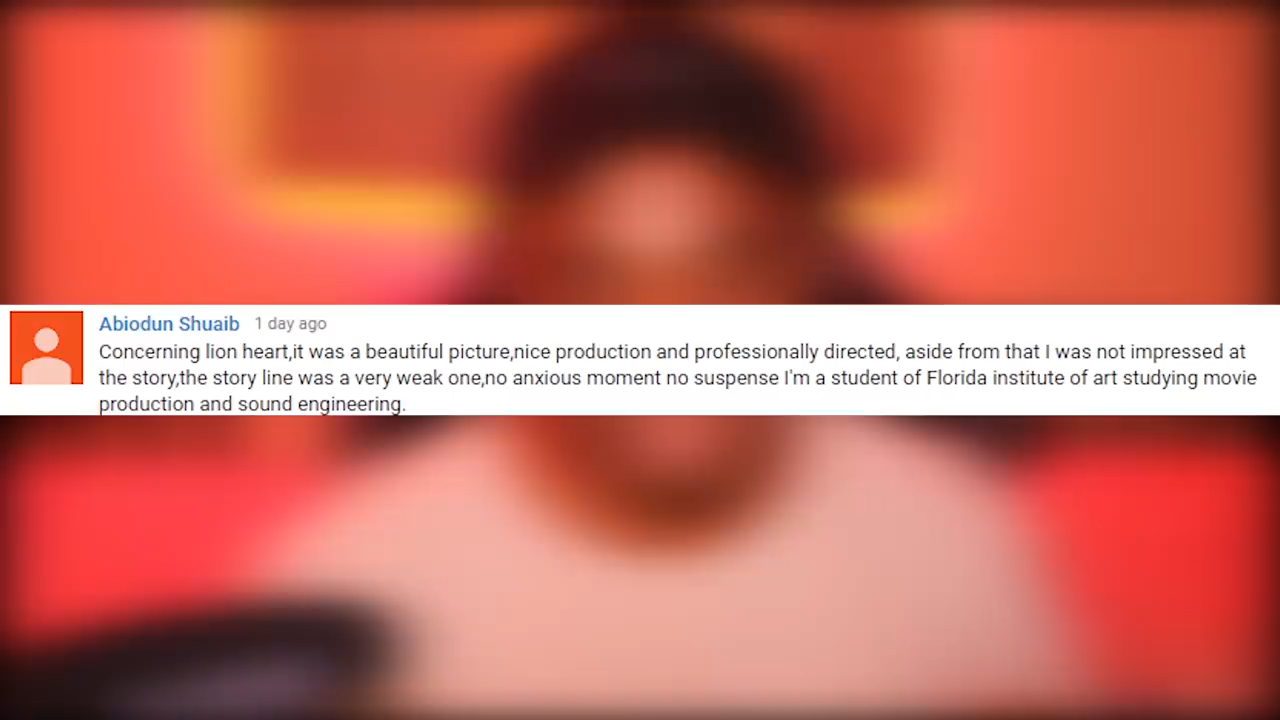 Abiodun Shuaib 1 day ago
Concerning lion heart,it was a beautiful picture,nice production and professionally directed, aside from that I was not impressed at
the story,the story line was a very weak one,no anxious moment no suspense I'm a student of Florida institute of art studying movie
production and sound engineering.